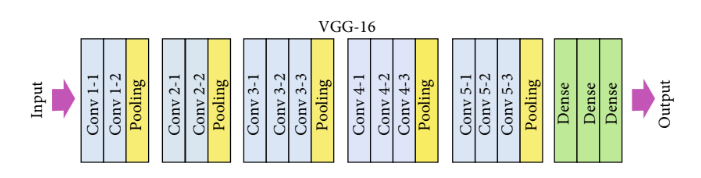 VGG-16
Input
Conv 1-1
Conv 1-2
Pooling
Conv 2-1
Conv 2-2
Pooling
Conv 3-1
Conv 3-2
Conv 3-3
Pooling
Conv 4-1
Conv 4-2
Conv 4-3
Pooling
Conv 5-1
Conv 5-2
Conv 5-3
Pooling
Dense
Dense
Dense
Output